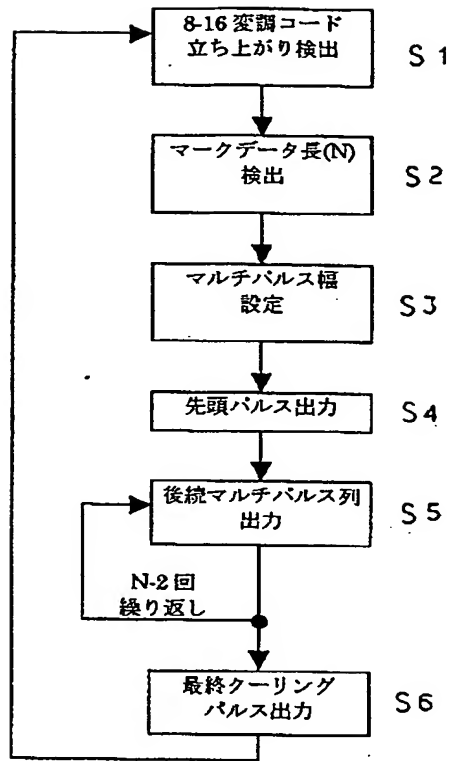 8-16 変調コード
立ち上がり検出
S 1
マークデータ長(N)
検出
S 2
マルチパルス幅
設定
S 3
先頭パルス出力
S 4
後続マルチパルス列
出力
S 5
N-2 回
繰り返し
最終クーリング
パルス出力
S 6